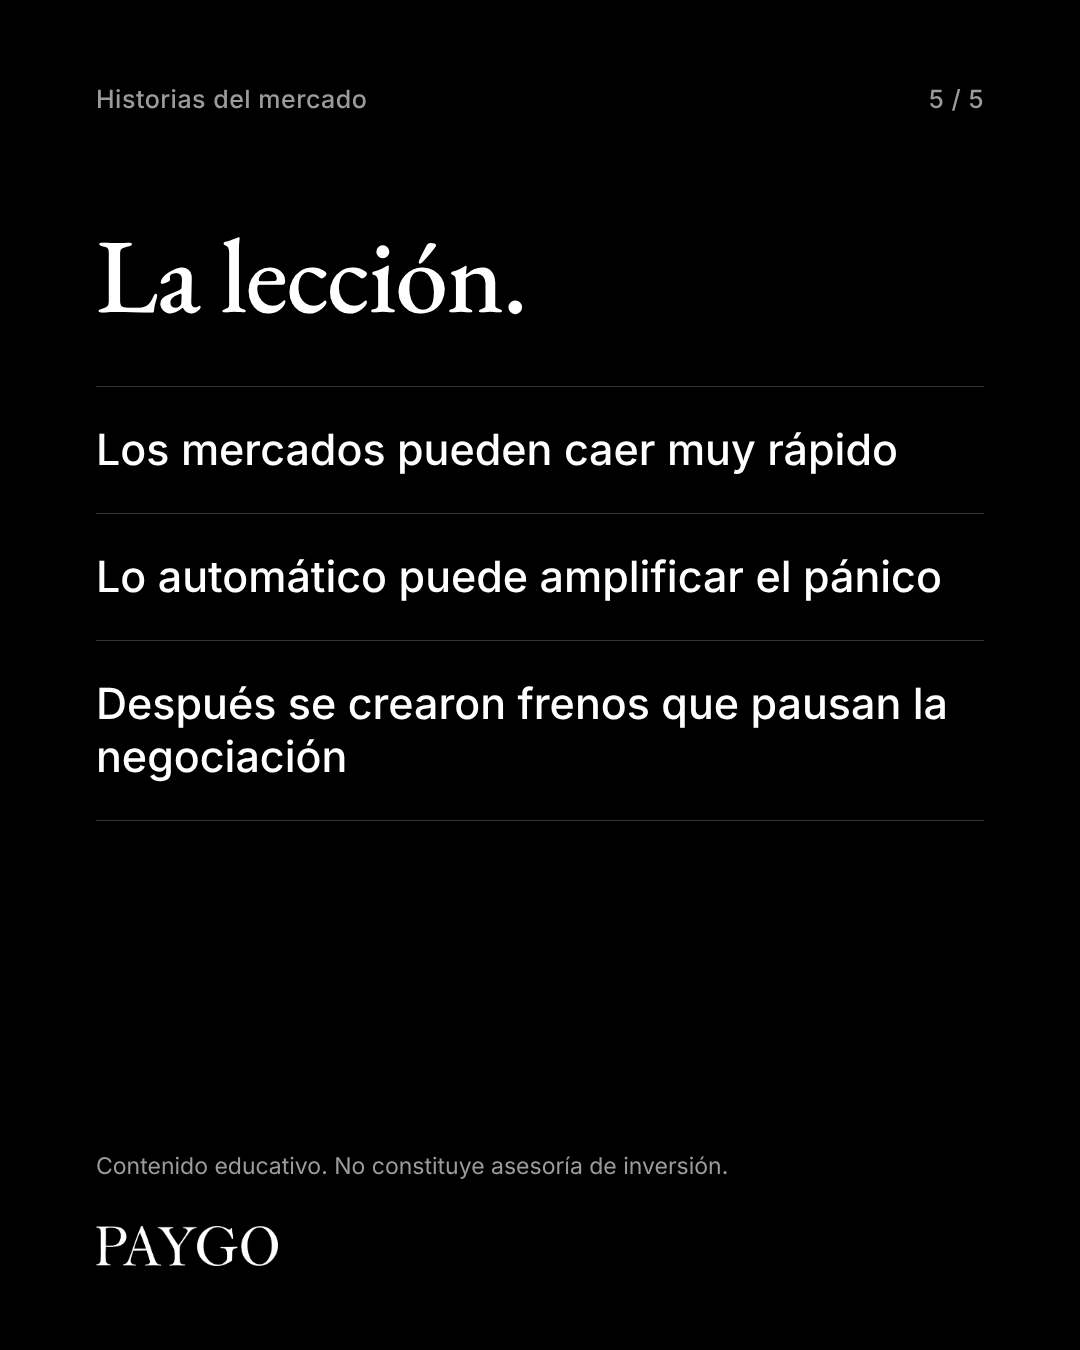 Historias del mercado
5 / 5
La lección.
Los mercados pueden caer muy rápido
Lo automático puede amplificar el pánico
Después se crearon frenos que pausan la
negociación
Contenido educativo. No constituye asesoría de inversión.
PAYGO